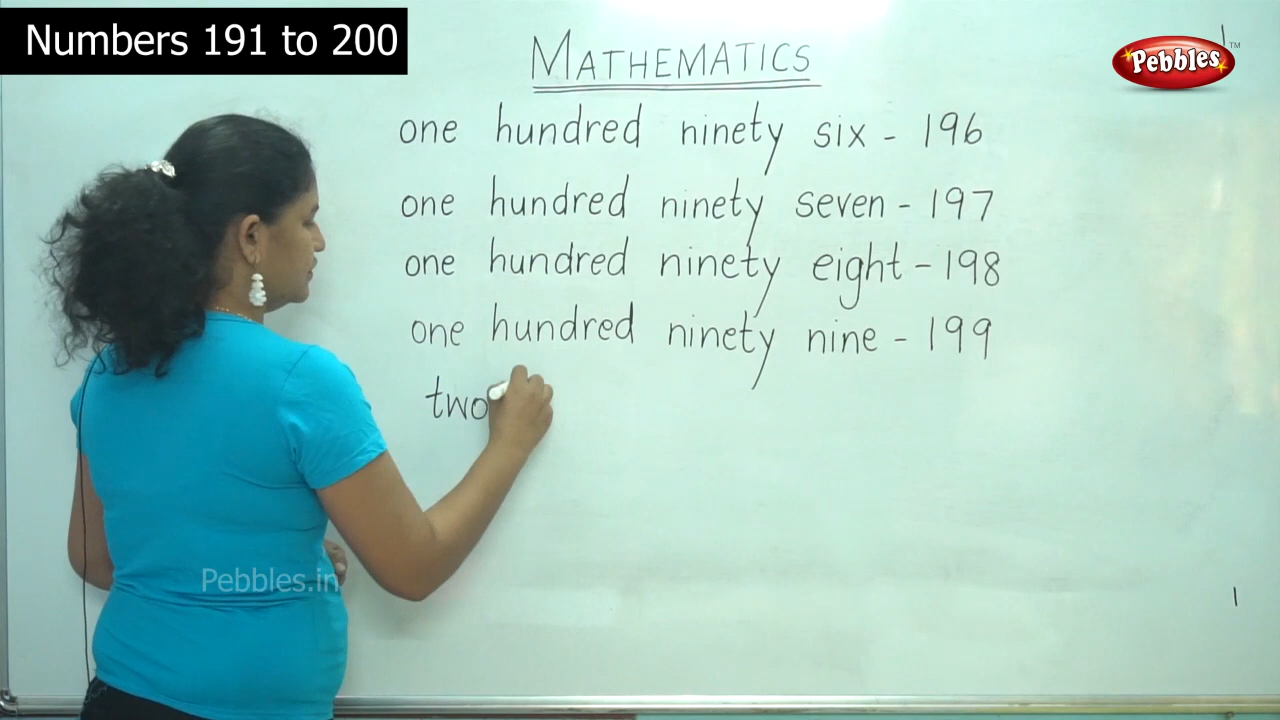 Numbers 191 to 200
Pebbles TM
MATHEMATICS
one hundred ninety six - 196
one hundred ninety seven - 197
one hundred ninety eight - 198
one hundred ninety nine - 199
two
Pebbles.in